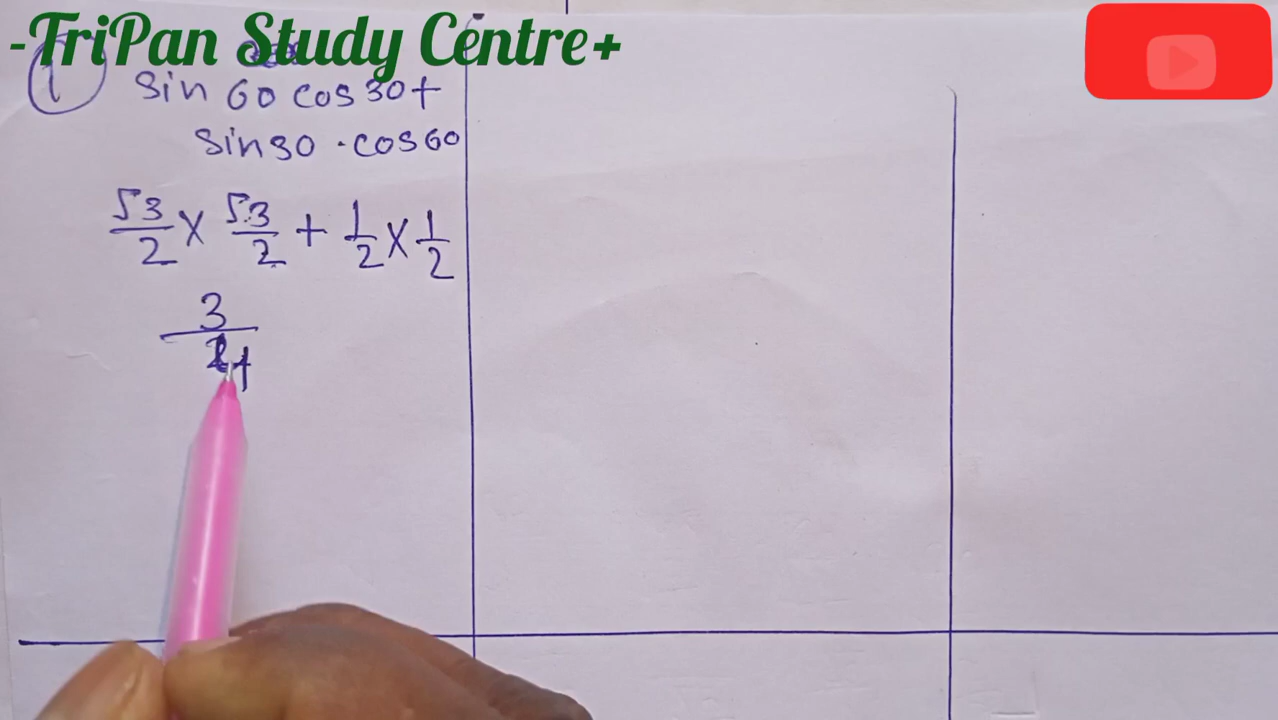 -TriPan Study Centre+
① sin 60 cos 30 +
sin 30 · cos 60
√3/2 × √3/2 + 1/2 × 1/2
3/4